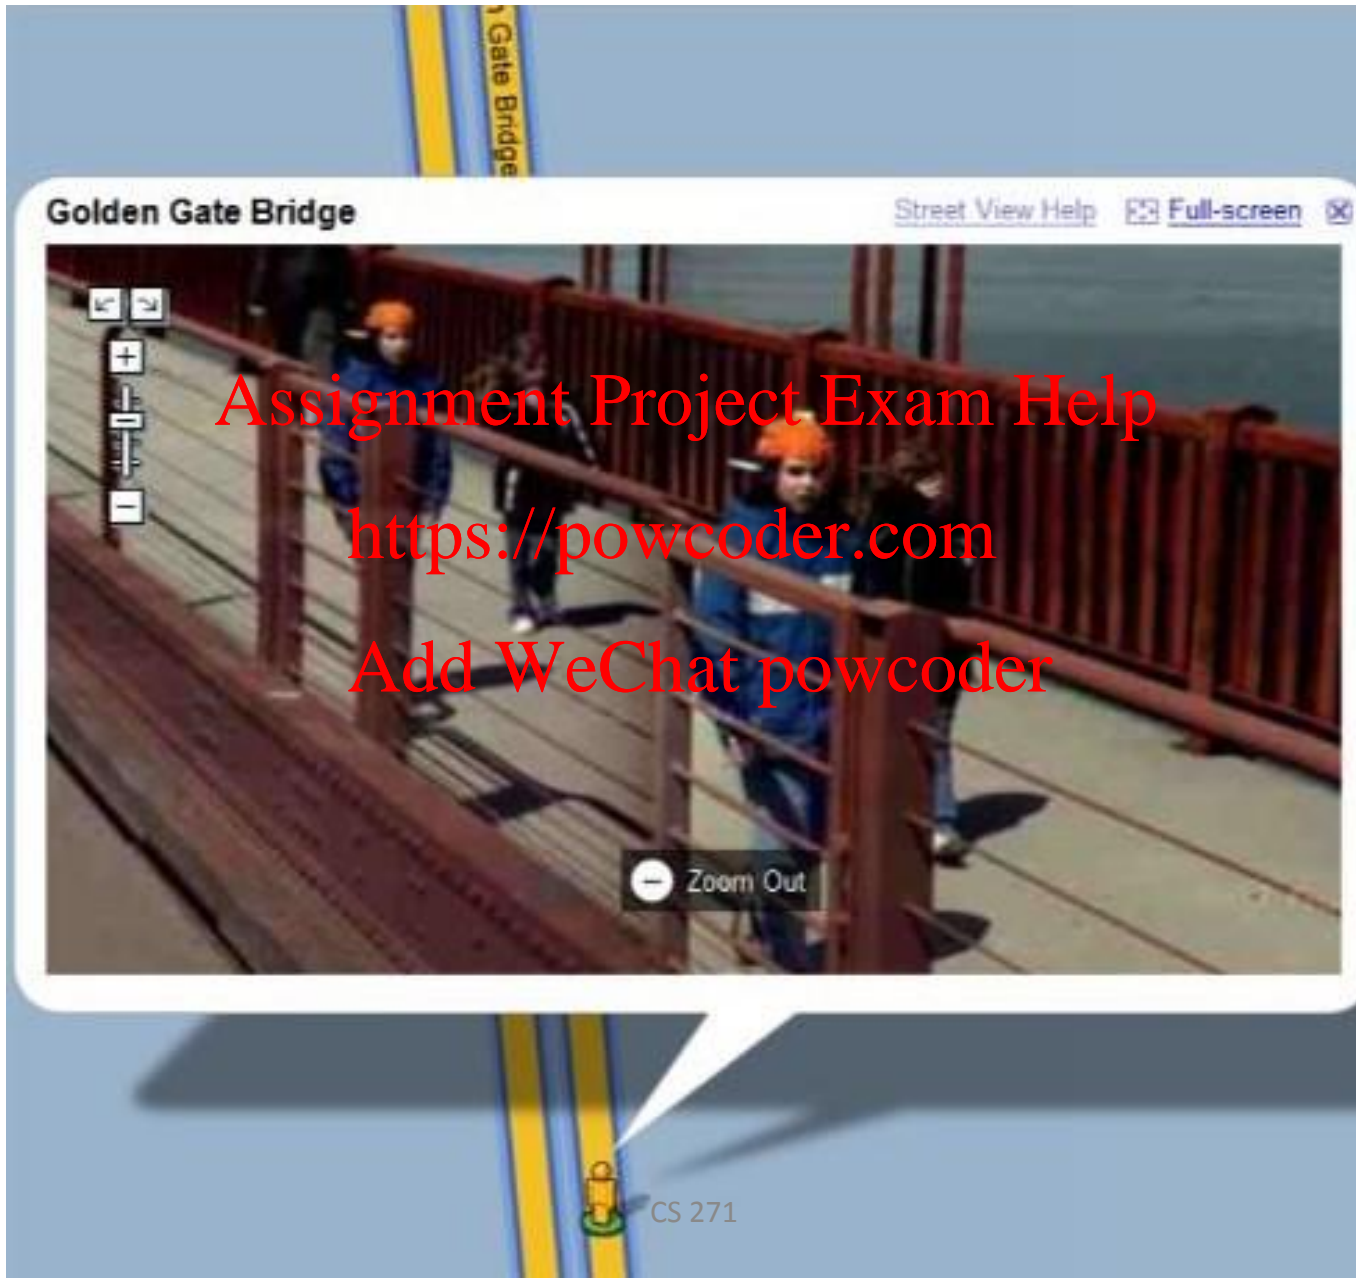 Gate Bridge
Golden Gate Bridge
Street View Help
Full-screen
Assignment Project Exam Help
https://powcoder.com
Add WeChat powcoder
Zoom Out
CS 271